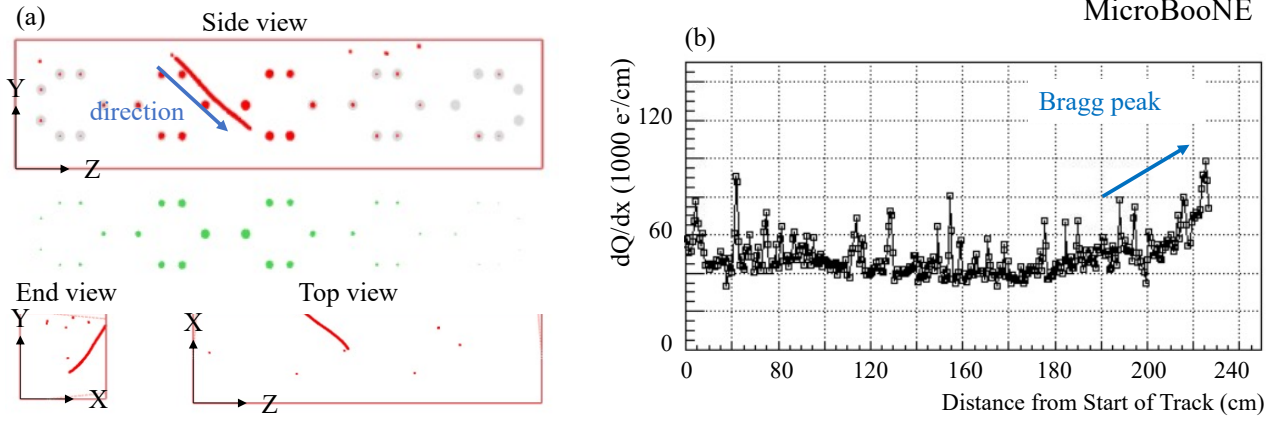 (a)
Side view
Y
direction
Z
End view
Top view
Y
X
X
Z
MicroBooNE
(b)
dQ/dx (1000 e-/cm)
120
60
0
Bragg peak
0 80 120 160 200 240
Distance from Start of Track (cm)